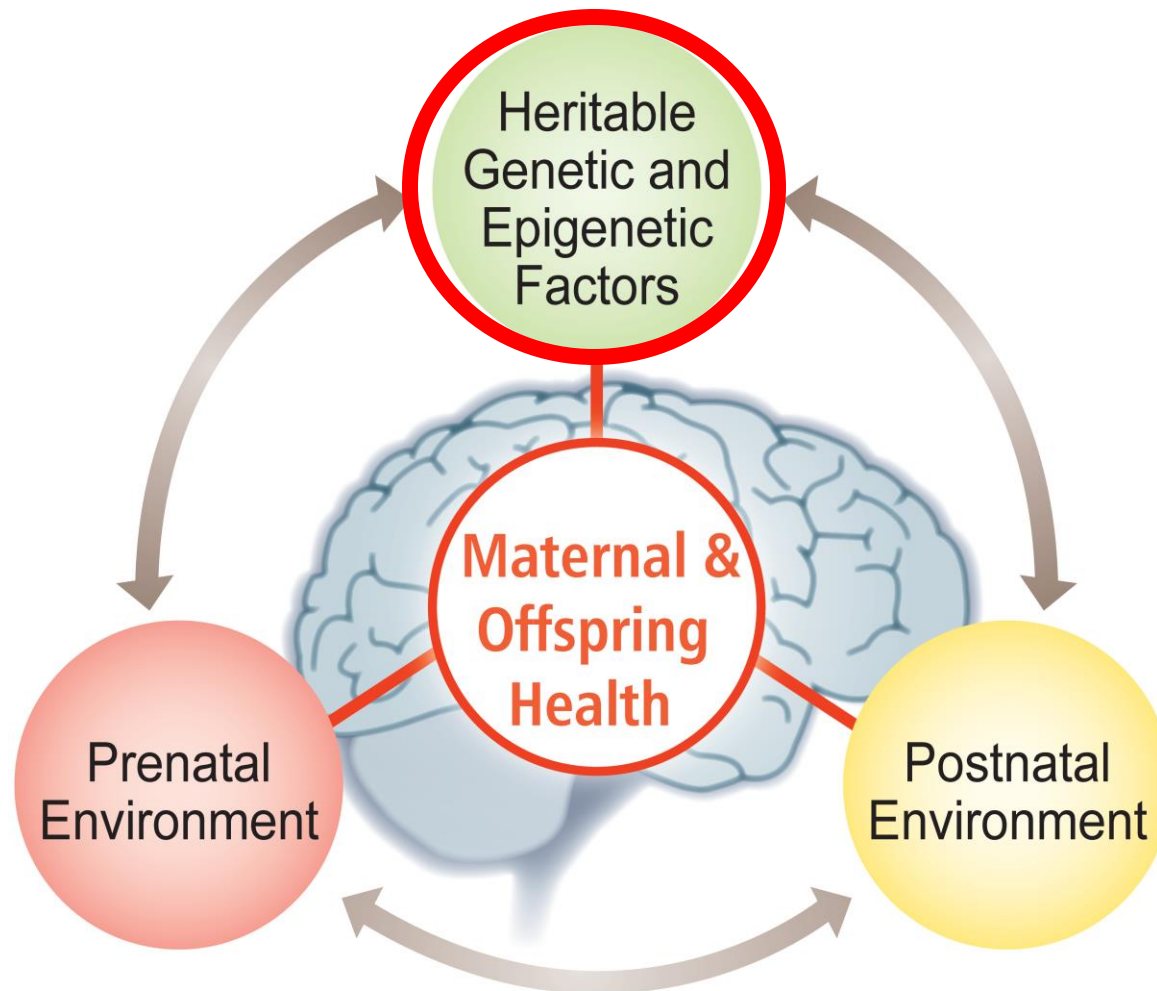 Heritable
Genetic and
Epigenetic
Factors
Maternal &
Offspring
Health
Prenatal
Environment
Postnatal
Environment